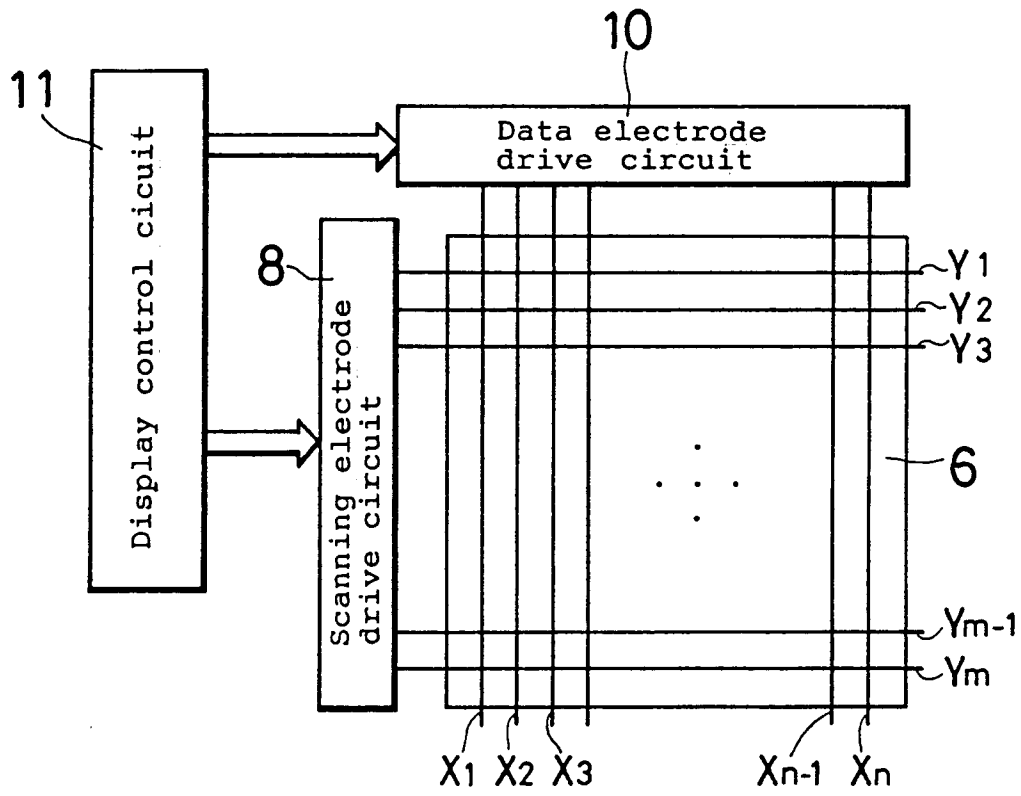 10
11
Data electrode
drive circuit
Display control cicuit
8
Scanning electrode
drive circuit
Y1
Y2
Y3
6
Ym-1
Ym
X1 X2 X3 Xn-1 Xn